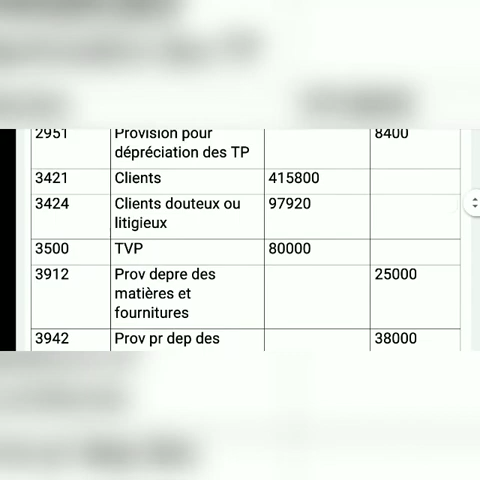 2951 Provision pour 8400
dépréciation des TP
3421 Clients 415800
3424 Clients douteux ou 97920
litigieux
3500 TVP 80000
3912 Prov depre des 25000
matières et
fournitures
3942 Prov pr dep des 38000